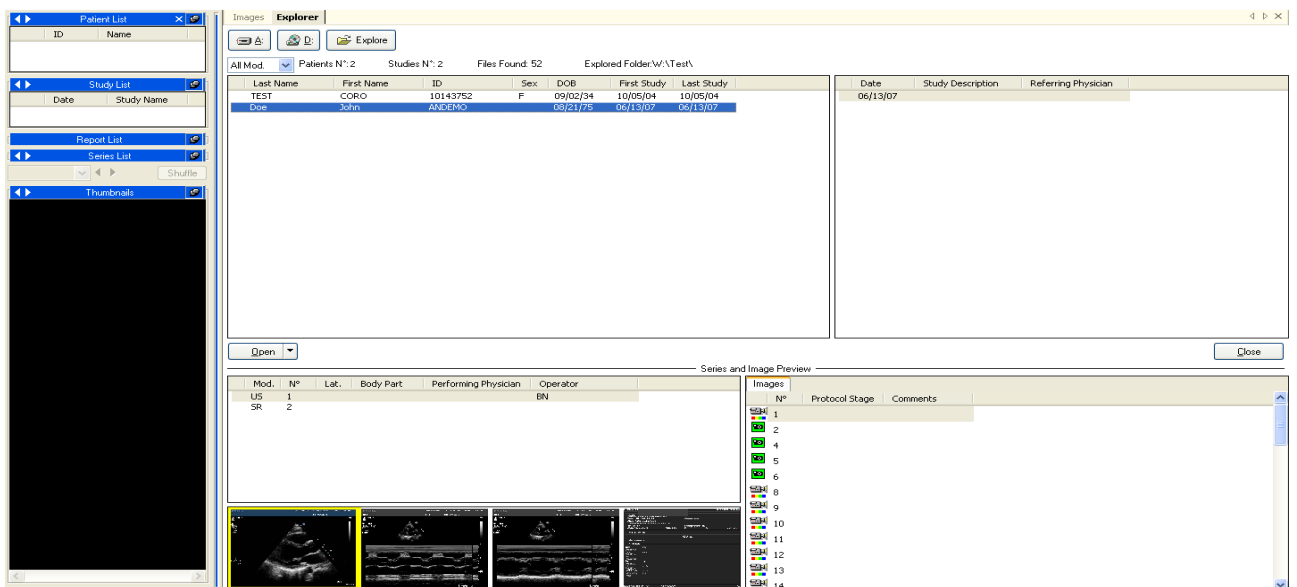 Patient List
ID Name
Study List
Date Study Name
Report List
Series List
Shuffle
Thumbnails
Images Explorer
A: D: Explore
All Mod. Patients N°:2 Studies N°: 2 Files Found: 52 Explored Folder:W:\Test\
Last Name First Name ID Sex DOB First Study Last Study
TEST CORO 10143752 F 09/02/34 10/05/04 10/05/04
Doe John ANDEMO 08/21/75 06/13/07 06/13/07
Date Study Description Referring Physician
06/13/07
Open Close
Series and Image Preview
Mod. N° Lat. Body Part Performing Physician Operator
US 1 BN
SR 2
Images
N° Protocol Stage Comments
1
2
4
5
6
8
9
10
11
12
13
14